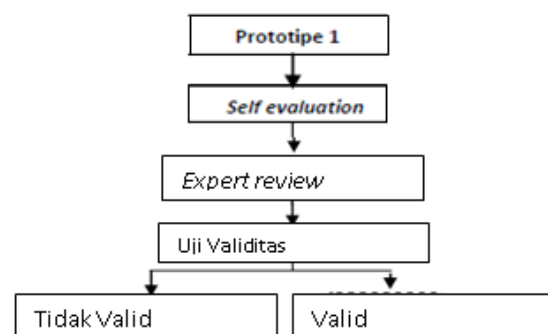 Prototipe 1
Self evaluation
Expert review
Uji Validitas
Tidak Valid
Valid